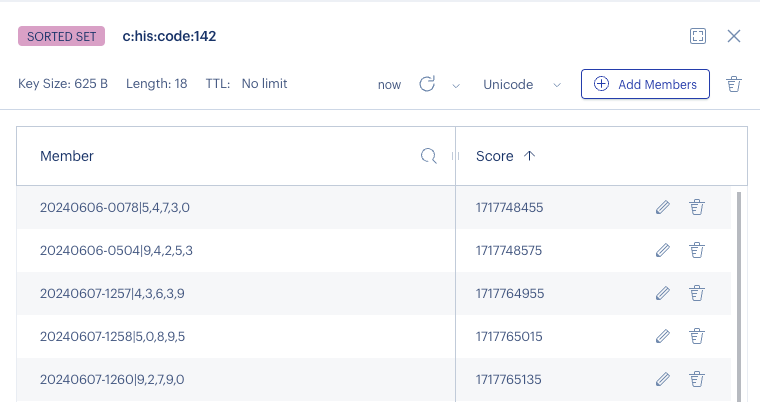 SORTED SET c:his:code:142
Key Size: 625 B Length: 18 TTL: No limit now Unicode Add Members
Member Score
20240606-0078|5,4,7,3,0 1717748455
20240606-0504|9,4,2,5,3 1717748575
20240607-1257|4,3,6,3,9 1717764955
20240607-1258|5,0,8,9,5 1717765015
20240607-1260|9,2,7,9,0 1717765135